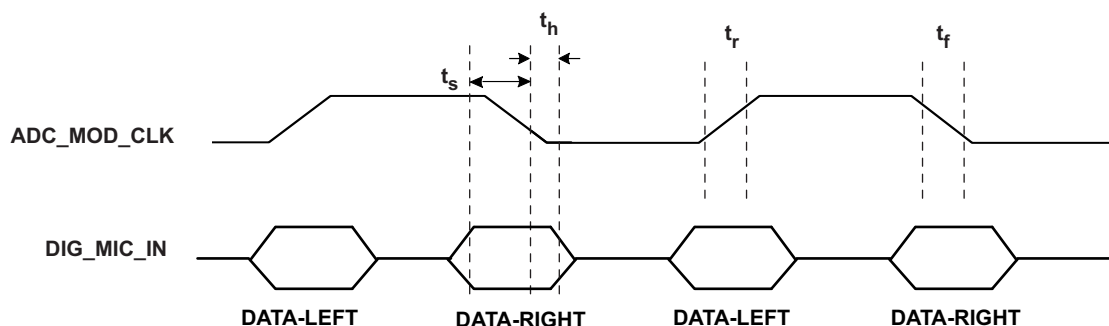 t_h
t_r
t_f
t_s
ADC_MOD_CLK
DIG_MIC_IN
DATA-LEFT DATA-RIGHT DATA-LEFT DATA-RIGHT